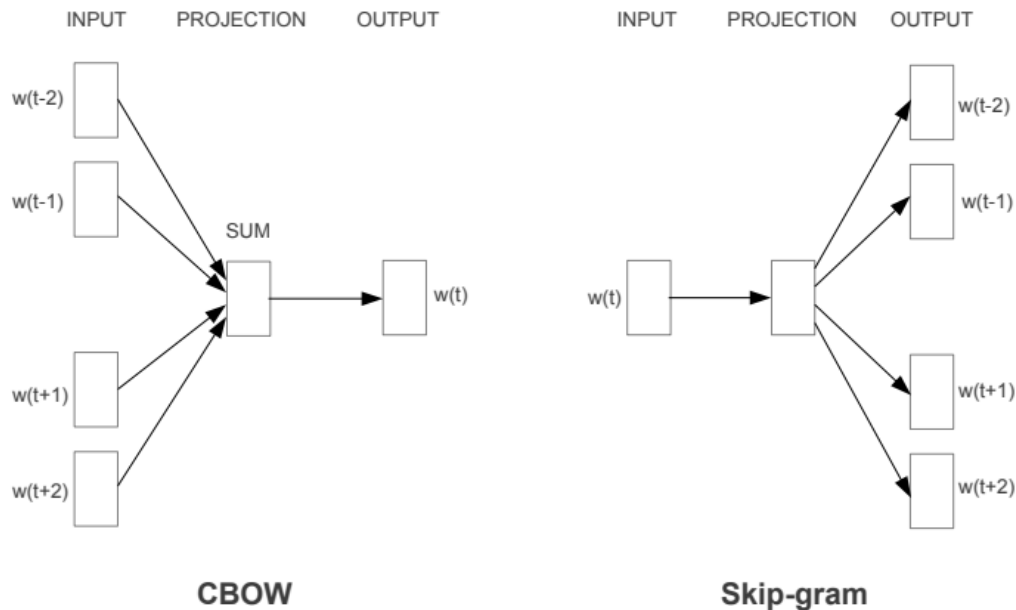 INPUT PROJECTION OUTPUT
w(t-2)
w(t-1)
SUM
w(t)
w(t+1)
w(t+2)
CBOW
INPUT PROJECTION OUTPUT
w(t-2)
w(t-1)
w(t)
w(t+1)
w(t+2)
Skip-gram